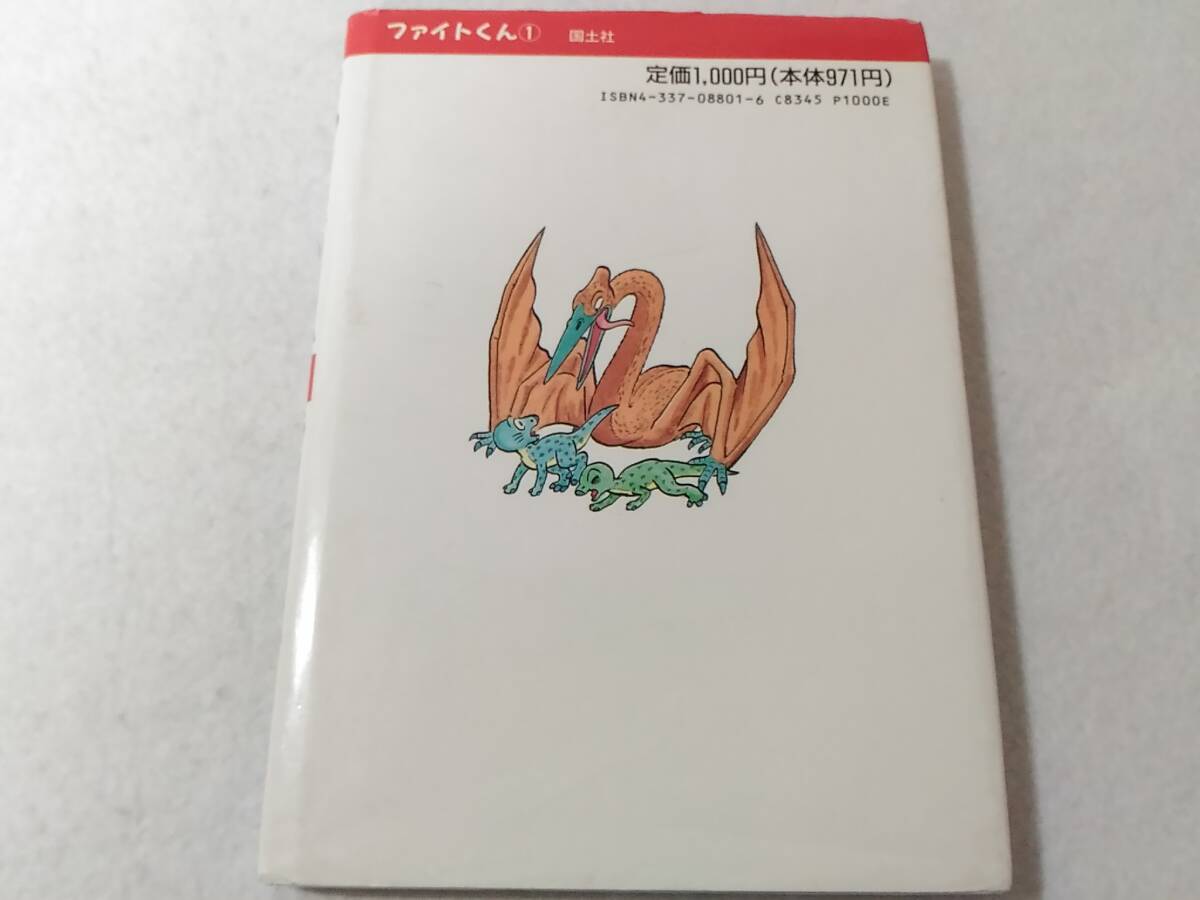 ファイトくん① 国土社
定価1,000円(本体971円)
ISBN4-337-08801-6 C8345 P1000E